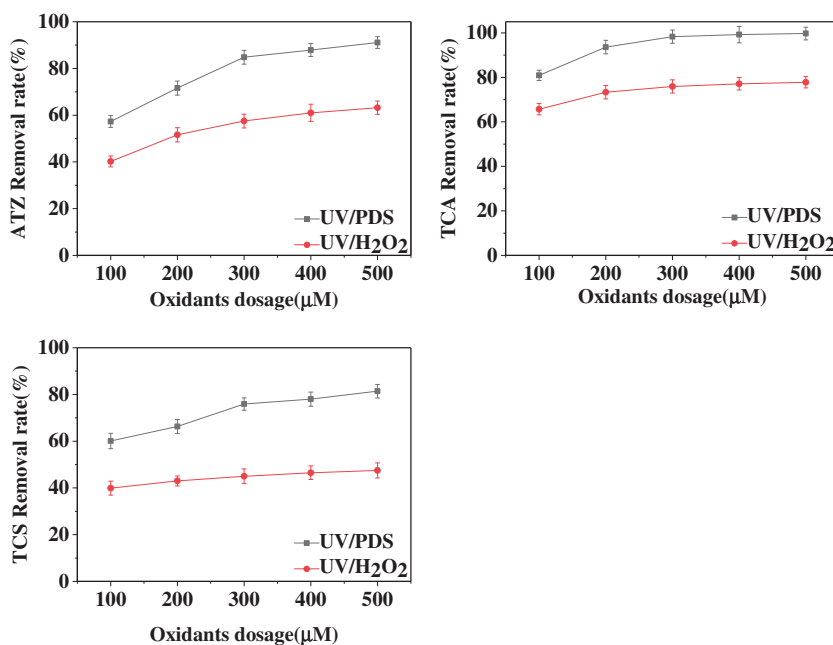 100
80
60
40
20
0
ATZ Removal rate(%)
UV/PDS
UV/H2O2
100 200 300 400 500
Oxidants dosage(μM)
100
80
60
40
20
0
TCA Removal rate(%)
UV/PDS
UV/H2O2
100 200 300 400 500
Oxidants dosage(μM)
100
80
60
40
20
0
TCS Removal rate(%)
UV/PDS
UV/H2O2
100 200 300 400 500
Oxidants dosage(μM)